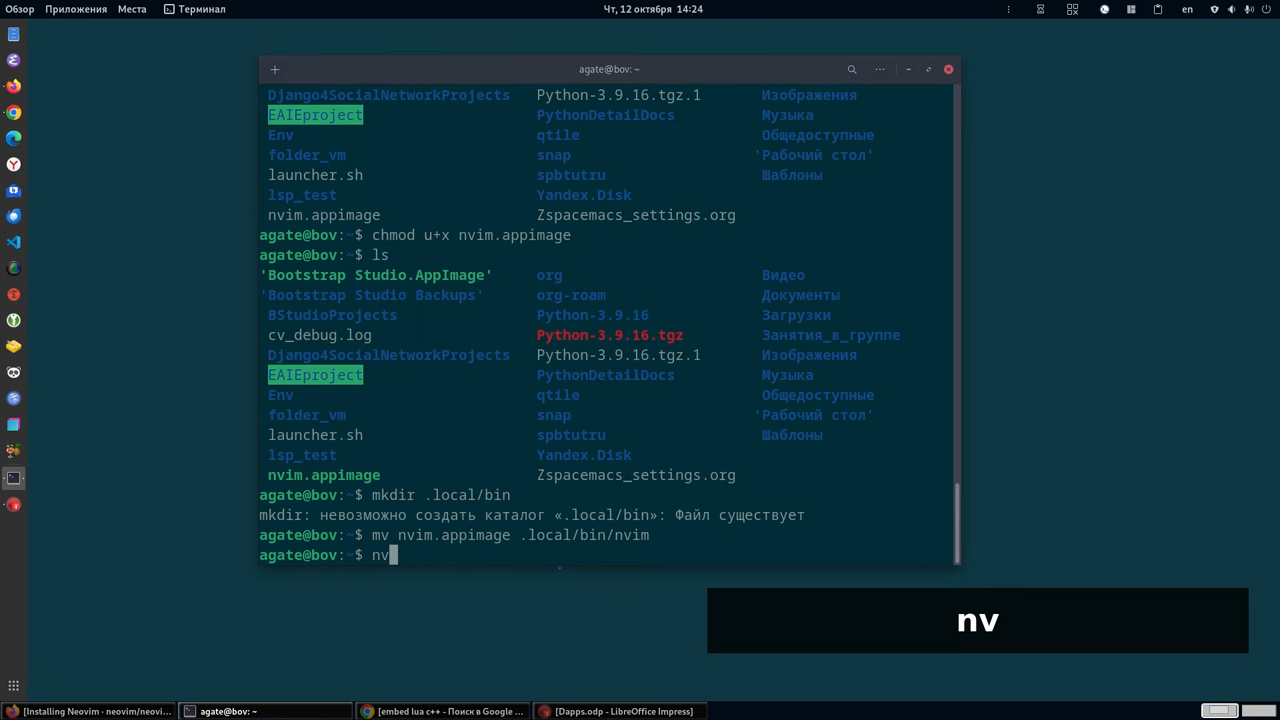 Обзор Приложения Места Терминал Чт, 12 октября 14:24 en
agate@bov: ~
Django4SocialNetworkProjects Python-3.9.16.tgz.1 Изображения
EAIEproject PythonDetailDocs Музыка
Env qtile Общедоступные
folder_vm snap 'Рабочий стол'
launcher.sh spbtutru Шаблоны
lsp_test Yandex.Disk
nvim.appimage Zspacemacs_settings.org
agate@bov:~$ chmod u+x nvim.appimage
agate@bov:~$ ls
'Bootstrap Studio.AppImage' org Видео
'Bootstrap Studio Backups' org-roam Документы
BStudioProjects Python-3.9.16 Загрузки
cv_debug.log Python-3.9.16.tgz Занятия_в_группе
Django4SocialNetworkProjects Python-3.9.16.tgz.1 Изображения
EAIEproject PythonDetailDocs Музыка
Env qtile Общедоступные
folder_vm snap 'Рабочий стол'
launcher.sh spbtutru Шаблоны
lsp_test Yandex.Disk
nvim.appimage Zspacemacs_settings.org
agate@bov:~$ mkdir .local/bin
mkdir: невозможно создать каталог «.local/bin»: Файл существует
agate@bov:~$ mv nvim.appimage .local/bin/nvim
agate@bov:~$ nv
nv
[Installing Neovim · neovim/neovi... agate@bov: ~ [embed lua c++ - Поиск в Google ... [Dapps.odp - LibreOffice Impress]